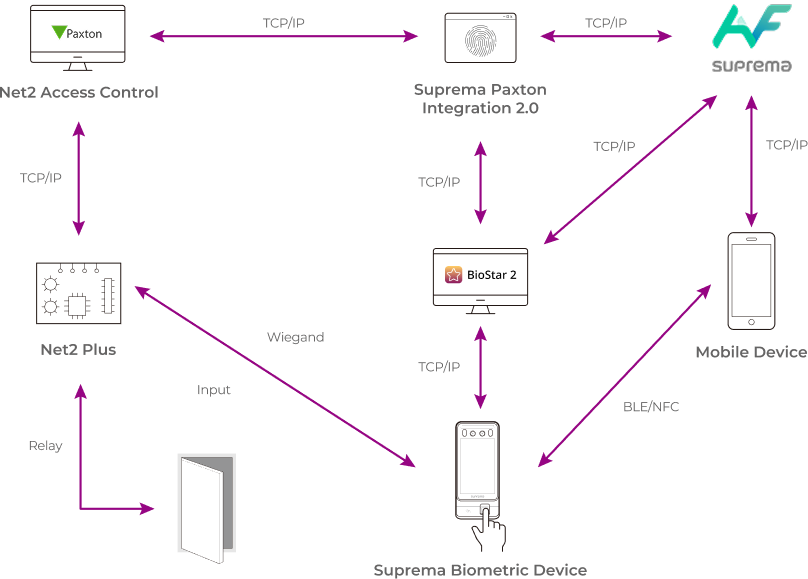 Paxton
TCP/IP
TCP/IP
AF
suprema
Net2 Access Control
Suprema Paxton
Integration 2.0
TCP/IP
TCP/IP
TCP/IP
TCP/IP
BioStar 2
Net2 Plus
Wiegand
Mobile Device
TCP/IP
Input
BLE/NFC
Relay
Suprema Biometric Device